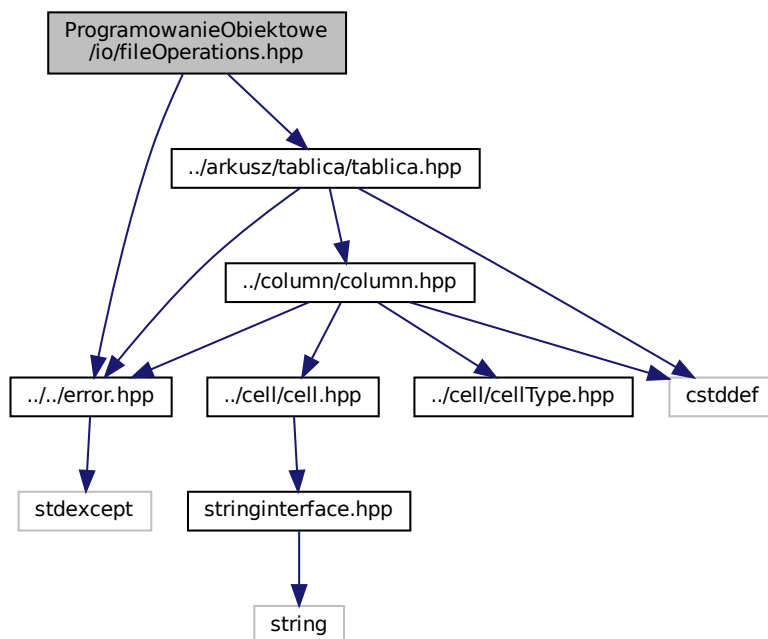 ProgramowanieObiektowe
/io/fileOperations.hpp
../arkusz/tablica/tablica.hpp
../column/column.hpp
../../error.hpp
../cell/cell.hpp
../cell/cellType.hpp
cstddef
stdexcept
stringinterface.hpp
string